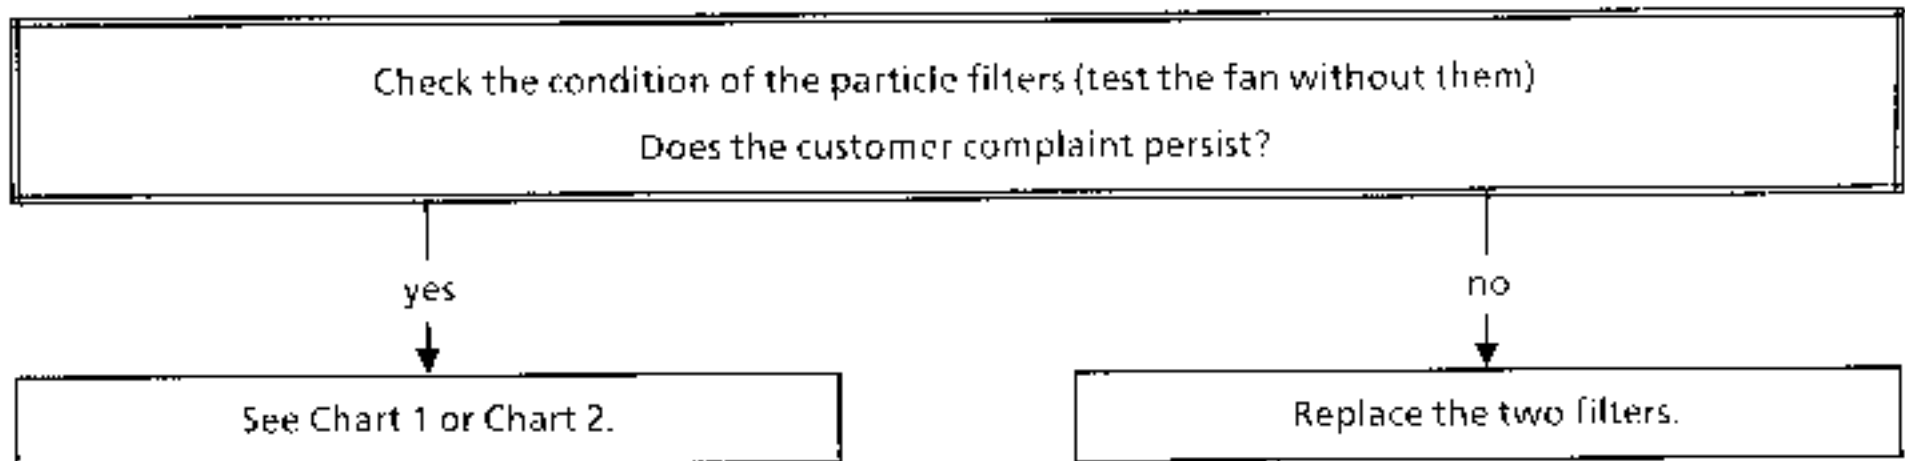 Check the condition of the particle filters (test the fan without them)
Does the customer complaint persist?
yes
no
See Chart 1 or Chart 2.
Replace the two filters.